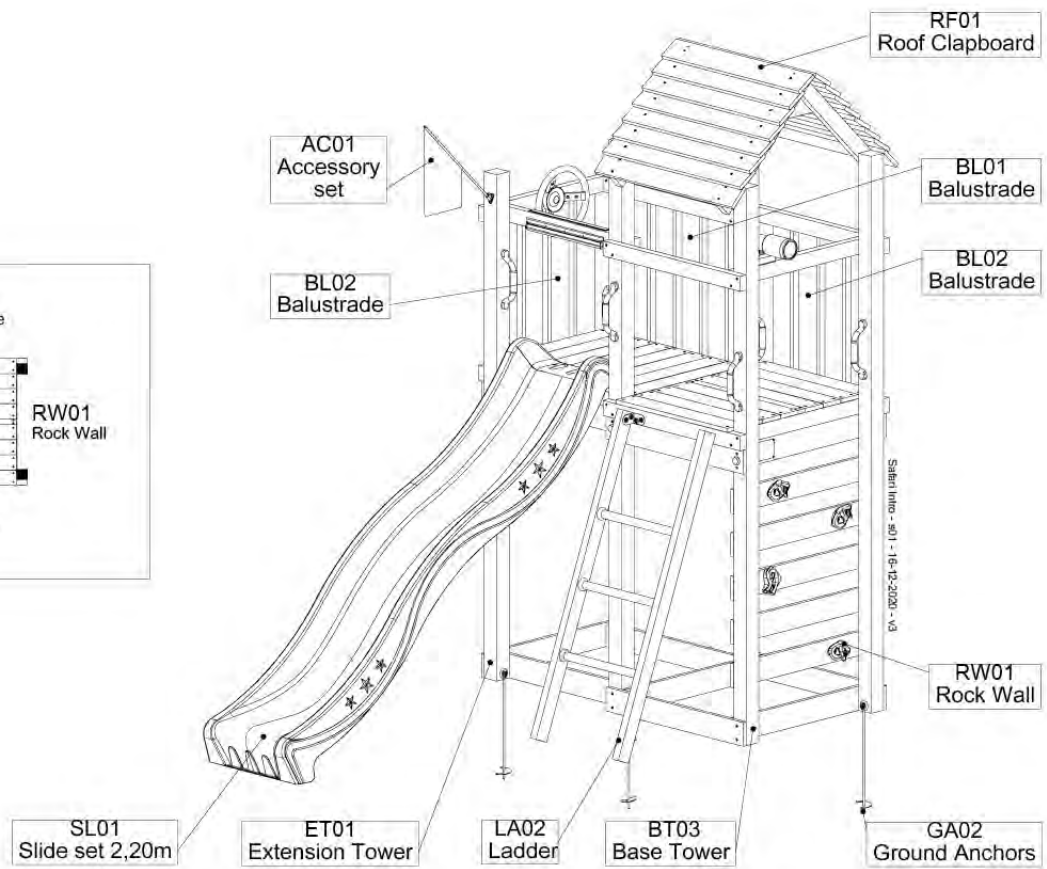 RF01
Roof Clapboard
AC01
Accessory
set
BL01
Balustrade
BL02
Balustrade
BL02
Balustrade
RW01
Rock Wall
Safari Intro - s01 - 16-12-2020 - v3
RW01
Rock Wall
SL01
Slide set 2,20m
ET01
Extension Tower
LA02
Ladder
BT03
Base Tower
GA02
Ground Anchors